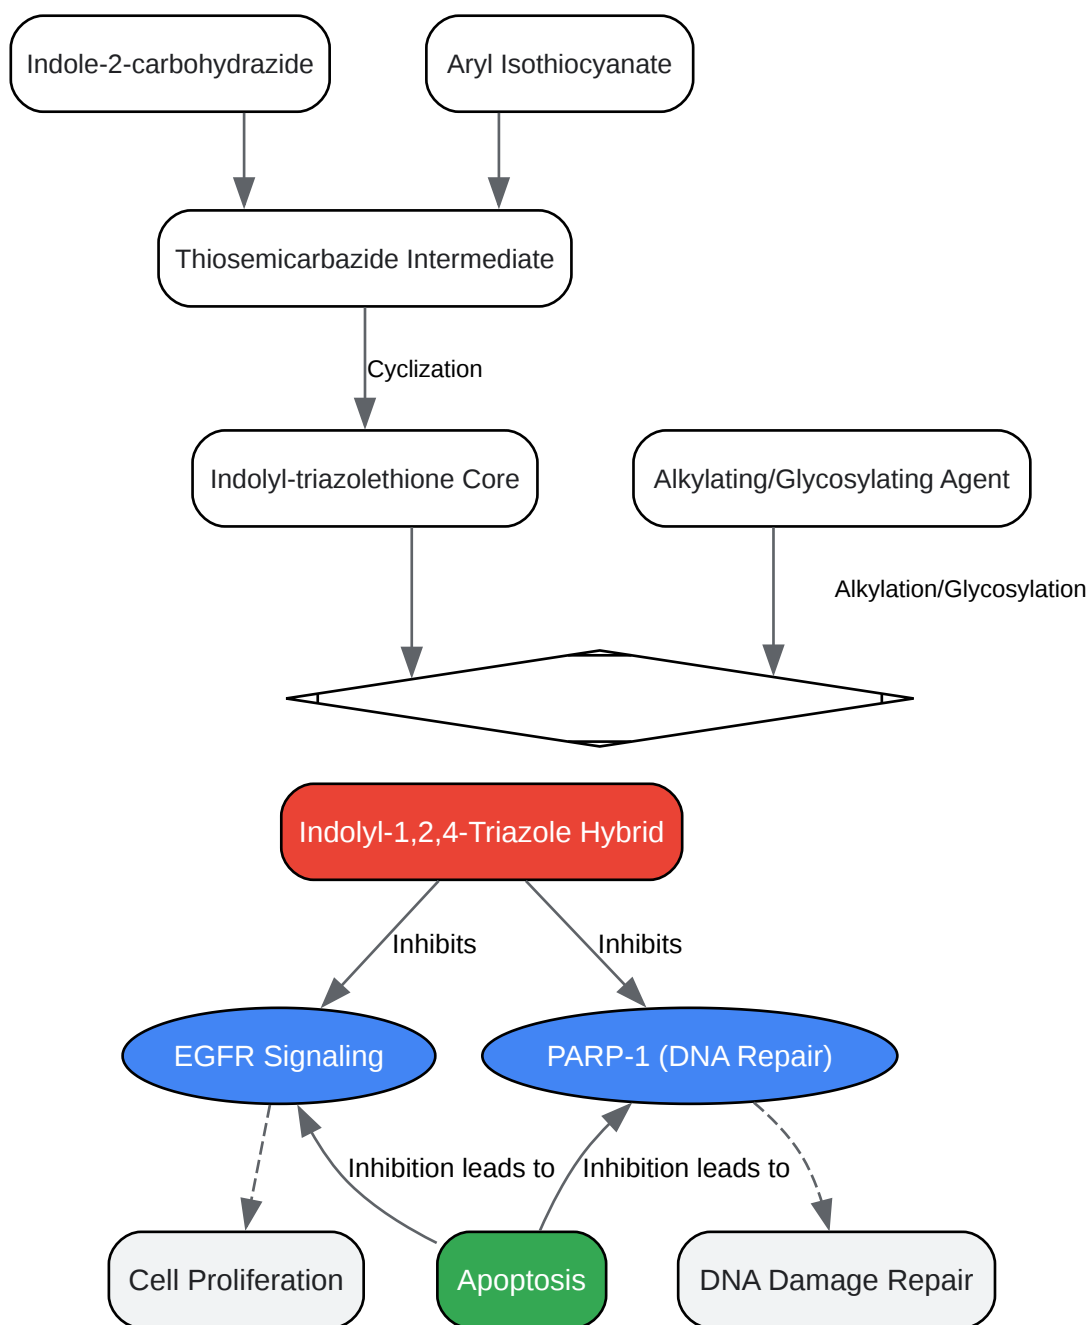 Indole-2-carbohydrazide
Aryl Isothiocyanate
Thiosemicarbazide Intermediate
Cyclization
Indolyl-triazolethione Core
Alkylating/Glycosylating Agent
Alkylation/Glycosylation
Indolyl-1,2,4-Triazole Hybrid
Inhibits
Inhibits
EGFR Signaling
PARP-1 (DNA Repair)
Inhibition leads to
Inhibition leads to
Cell Proliferation
Apoptosis
DNA Damage Repair